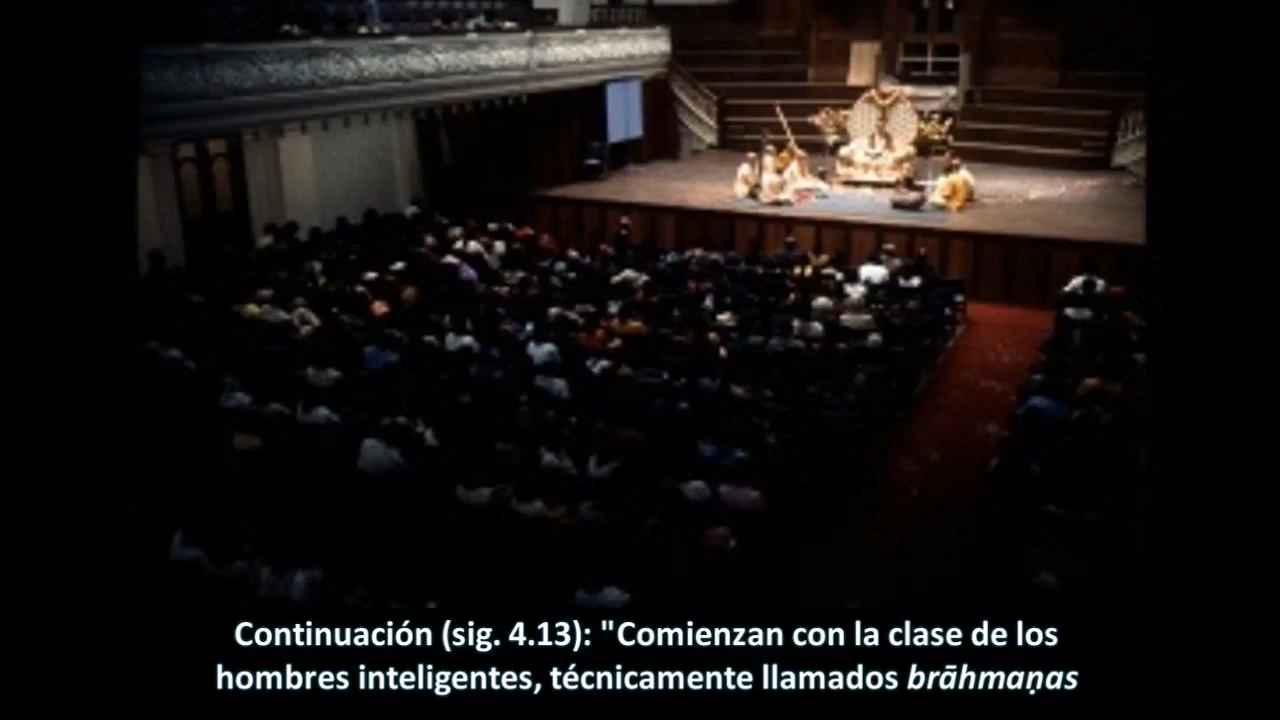 Continuación (sig. 4.13): "Comienzan con la clase de los
hombres inteligentes, técnicamente llamados brāhmaṇas